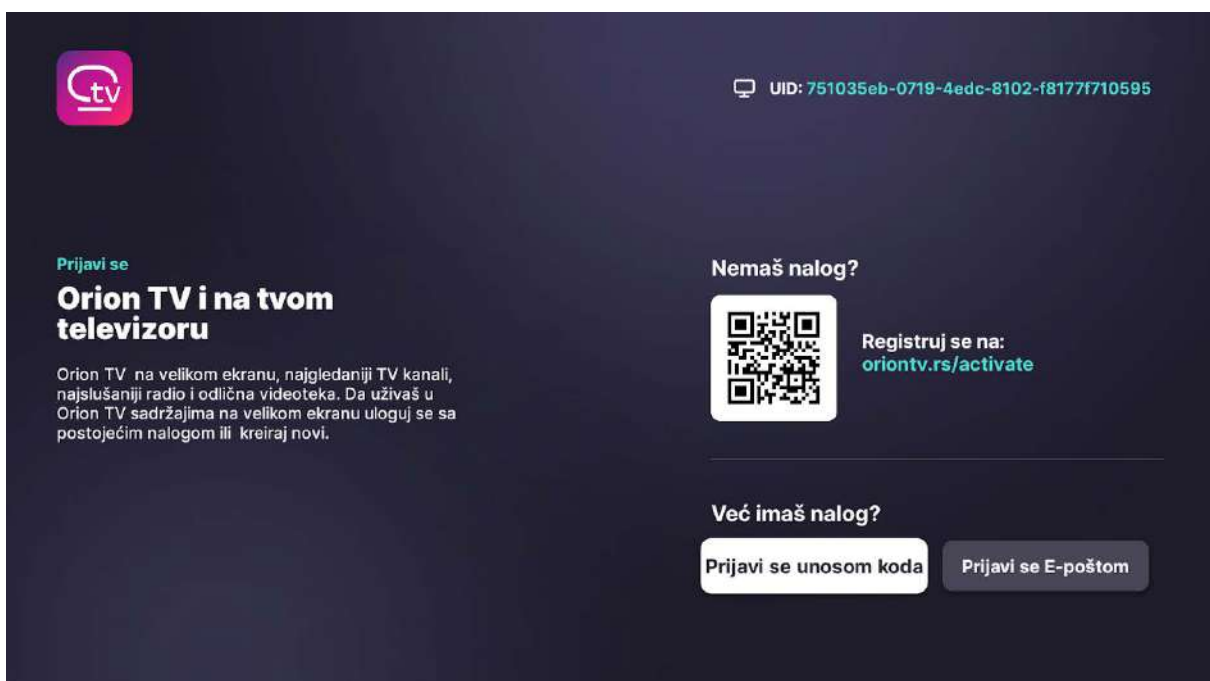 tv
UID: 751035eb-0719-4edc-8102-f8177f710595
Prijavi se
Orion TV i na tvom
televizoru
Orion TV na velikom ekranu, najgledaniji TV kanali,
najslušaniji radio i odlična videoteka. Da uživaš u
Orion TV sadržajima na velikom ekranu uloguj se sa
postojećim nalogom ili kreiraj novi.
Nemaš nalog?
Registruj se na:
oriontv.rs/activate
Već imaš nalog?
Prijavi se unosom koda
Prijavi se E-poštom